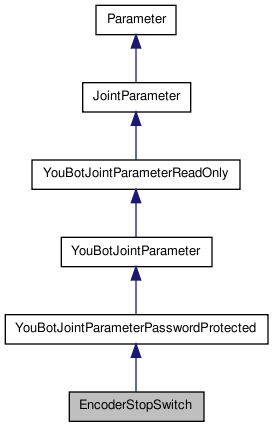 Parameter
JointParameter
YouBotJointParameterReadOnly
YouBotJointParameter
YouBotJointParameterPasswordProtected
EncoderStopSwitch